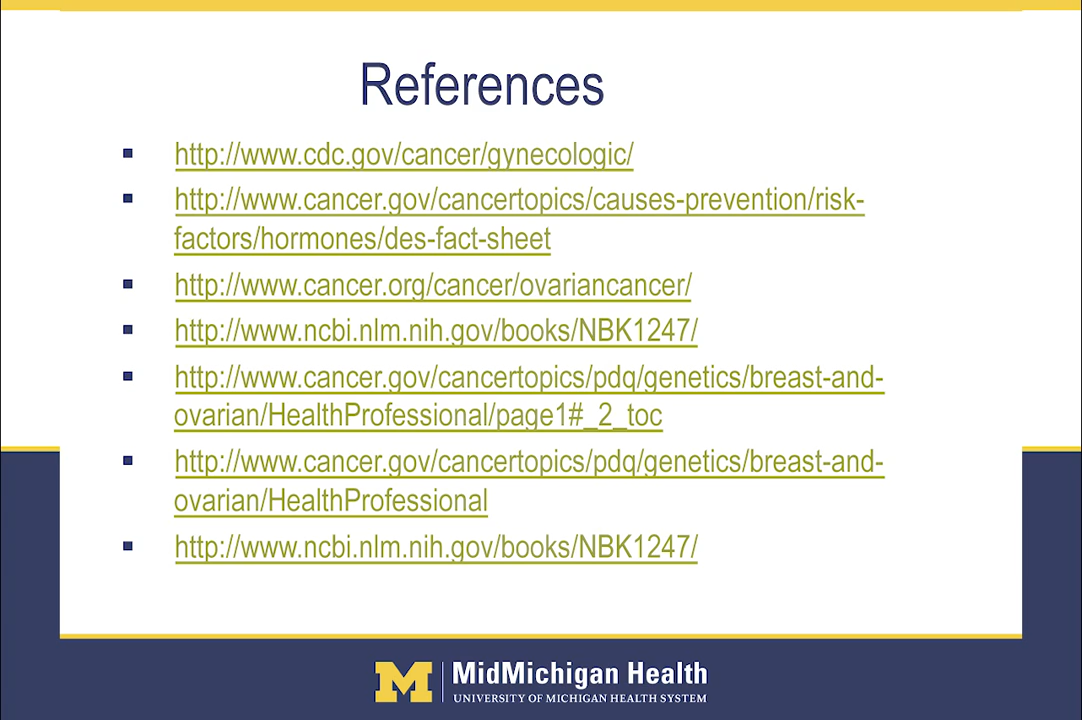 References
http://www.cdc.gov/cancer/gynecologic/
http://www.cancer.gov/cancertopics/causes-prevention/risk-
factors/hormones/des-fact-sheet
http://www.cancer.org/cancer/ovariancancer/
http://www.ncbi.nlm.nih.gov/books/NBK1247/
http://www.cancer.gov/cancertopics/pdq/genetics/breast-and-
ovarian/HealthProfessional/page1#_2_toc
http://www.cancer.gov/cancertopics/pdq/genetics/breast-and-
ovarian/HealthProfessional
http://www.ncbi.nlm.nih.gov/books/NBK1247/
M MidMichigan Health
UNIVERSITY OF MICHIGAN HEALTH SYSTEM